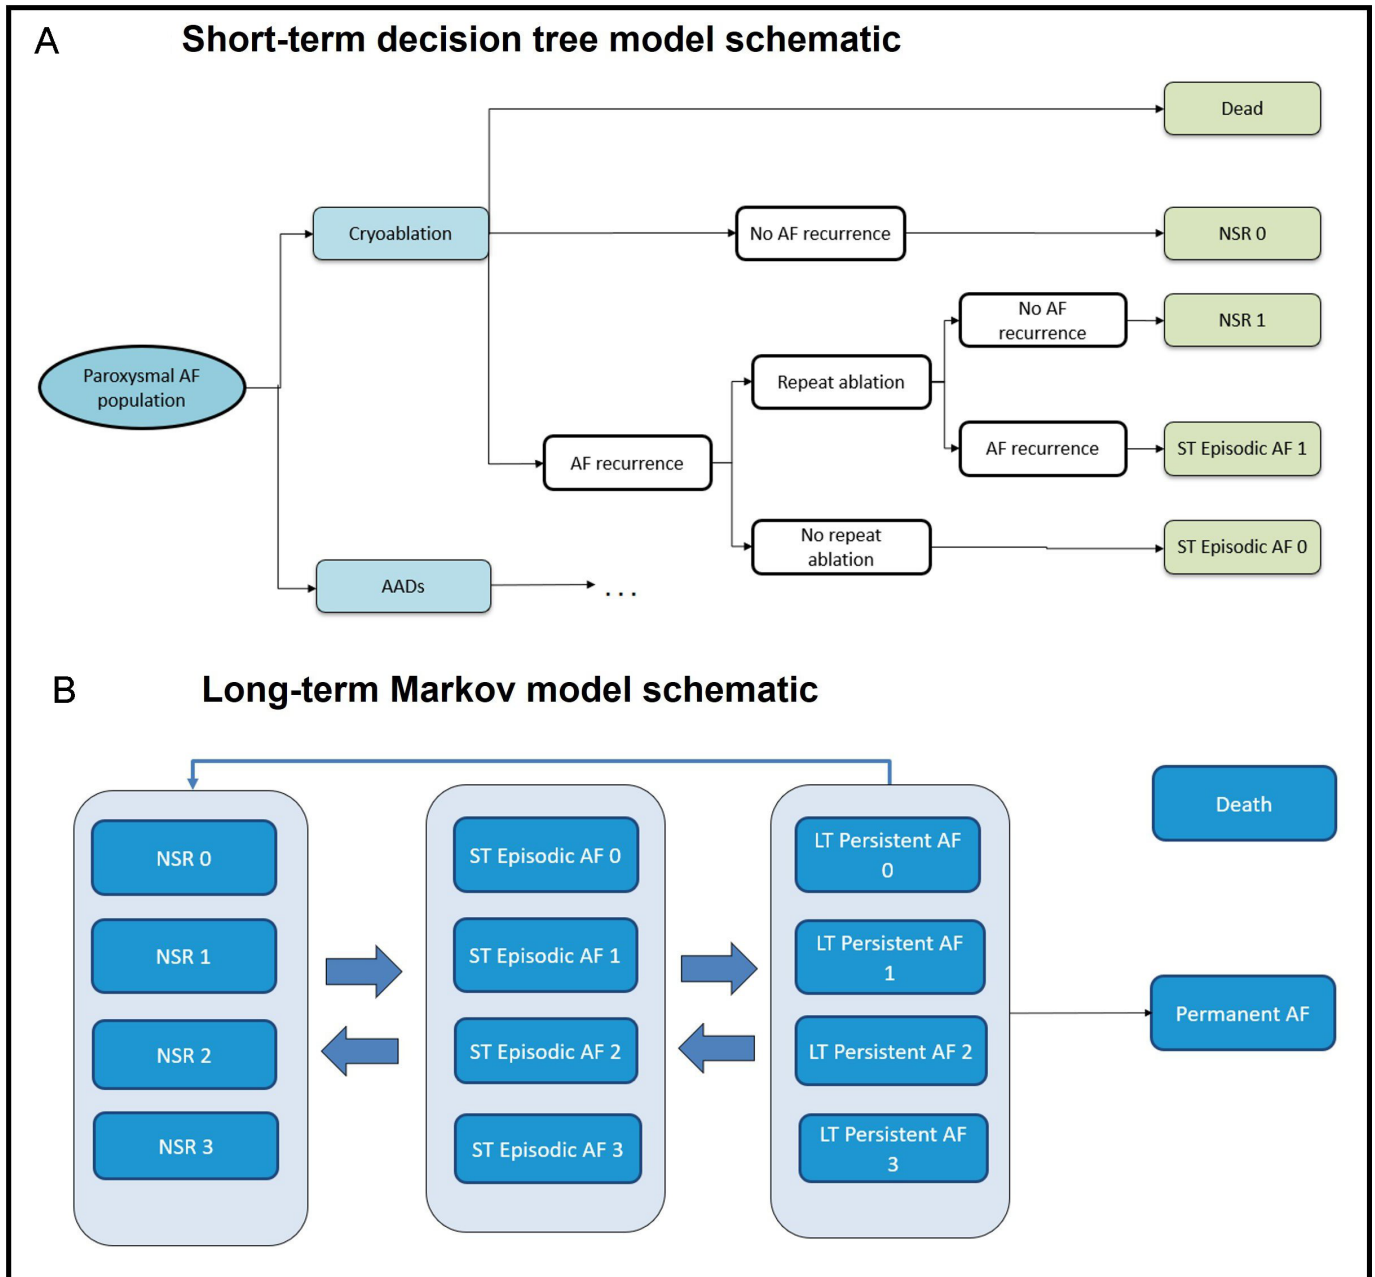 A
Short-term decision tree model schematic
Dead
Cryoablation
No AF recurrence
NSR 0
No AF
recurrence
NSR 1
Paroxysmal AF
population
Repeat ablation
AF recurrence
AF recurrence
ST Episodic AF 1
No repeat
ablation
ST Episodic AF 0
AADs
...
B
Long-term Markov model schematic
NSR 0
NSR 1
NSR 2
NSR 3
ST Episodic AF 0
ST Episodic AF 1
ST Episodic AF 2
ST Episodic AF 3
LT Persistent AF
0
LT Persistent AF
1
LT Persistent AF 2
LT Persistent AF
3
Death
Permanent AF